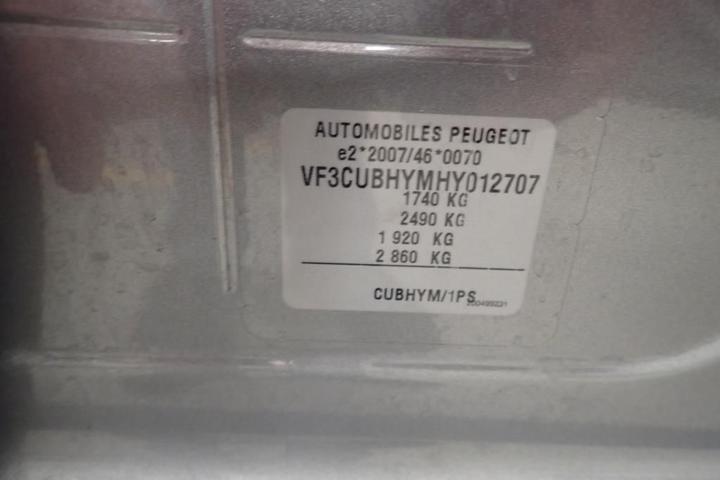 AUTOMOBILES PEUGEOT
e2*2007/46*0070
VF3CUBHYMHY012707
1740 KG
2490 KG
1 920 KG
2 860 KG
CUBHYM/1PS